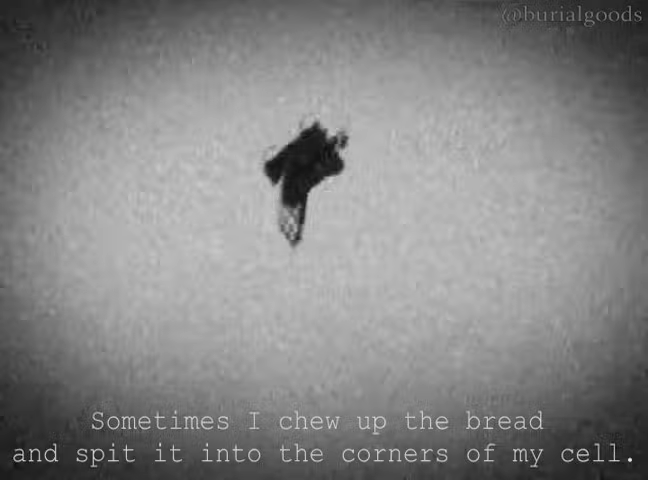 @burialgoods
Sometimes I chew up the bread
and spit it into the corners of my cell.